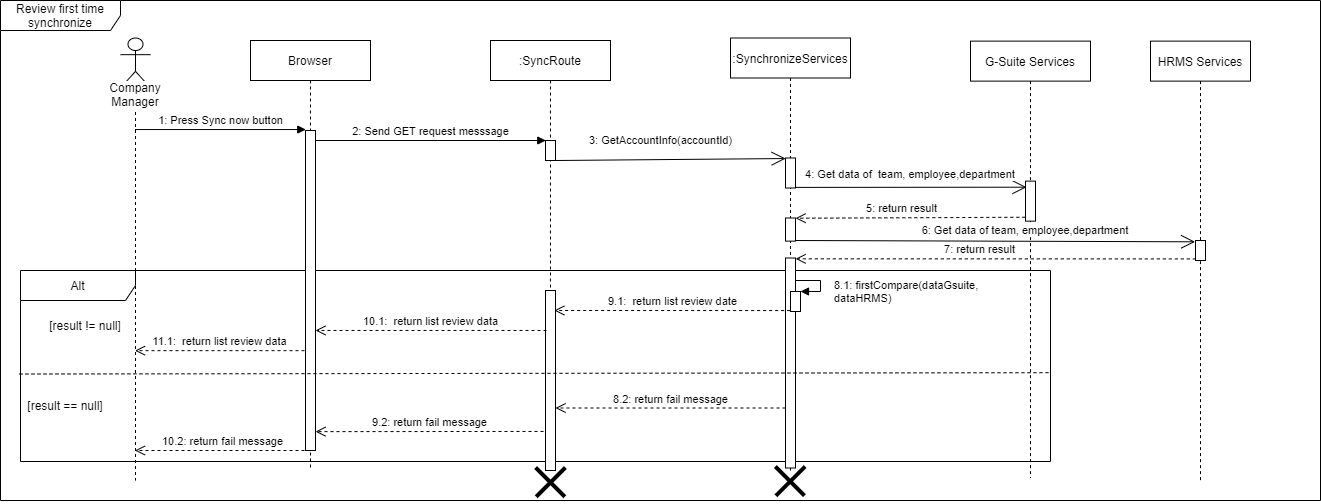 Review first time
synchronize
Company
Manager
Browser
:SyncRoute
:SynchronizeServices
G-Suite Services
HRMS Services
1: Press Sync now button
2: Send GET request messsage
3: GetAccountInfo(accountId)
4: Get data of team, employee,department
5: return result
6: Get data of team, employee,department
7: return result
Alt
8.1: firstCompare(dataGsuite,
dataHRMS)
9.1: return list review date
[result != null]
10.1: return list review data
11.1: return list review data
[result == null]
8.2: return fail message
9.2: return fail message
10.2: return fail message